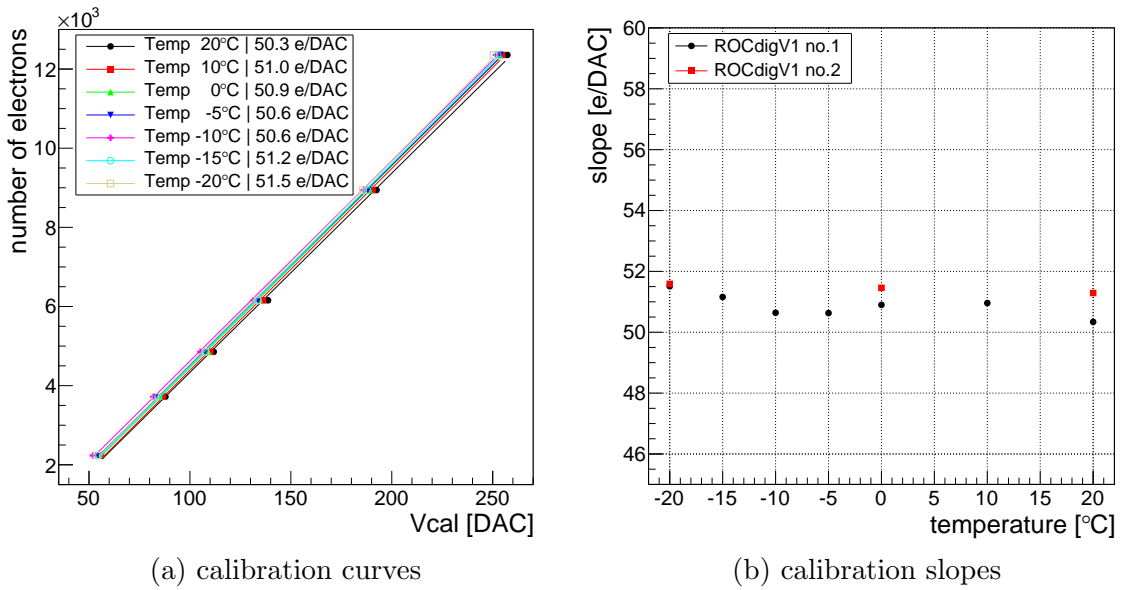 ×10³
number of electrons
12
10
8
6
4
2
Temp 20°C | 50.3 e/DAC
Temp 10°C | 51.0 e/DAC
Temp 0°C | 50.9 e/DAC
Temp -5°C | 50.6 e/DAC
Temp -10°C | 50.6 e/DAC
Temp -15°C | 51.2 e/DAC
Temp -20°C | 51.5 e/DAC
50 100 150 200 250
Vcal [DAC]
(a) calibration curves
slope [e/DAC]
60
58
56
54
52
50
48
46
ROCdigV1 no.1
ROCdigV1 no.2
-20 -15 -10 -5 0 5 10 15 20
temperature [°C]
(b) calibration slopes